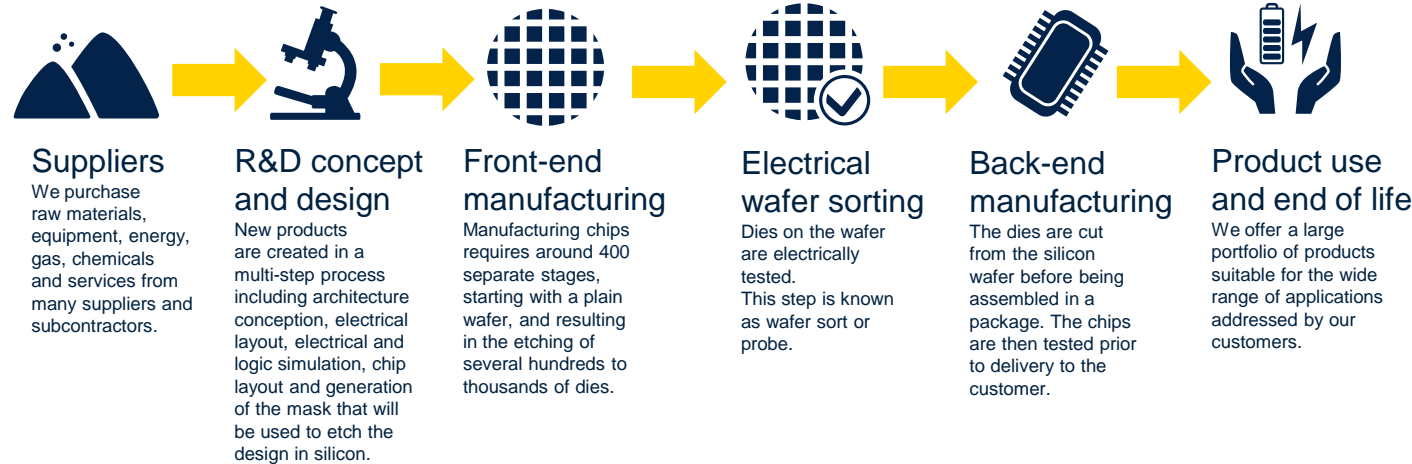 Suppliers
We purchase
raw materials,
equipment, energy,
gas, chemicals
and services from
many suppliers and
subcontractors.
R&D concept
and design
New products
are created in a
multi-step process
including architecture
conception, electrical
layout, electrical and
logic simulation, chip
layout and generation
of the mask that will
be used to etch the
design in silicon.
Front-end
manufacturing
Manufacturing chips
requires around 400
separate stages,
starting with a plain
wafer, and resulting
in the etching of
several hundreds to
thousands of dies.
Electrical
wafer sorting
Dies on the wafer
are electrically
tested.
This step is known
as wafer sort or
probe.
Back-end
manufacturing
The dies are cut
from the silicon
wafer before being
assembled in a
package. The chips
are then tested prior
to delivery to the
customer.
Product use
and end of life
We offer a large
portfolio of products
suitable for the wide
range of applications
addressed by our
customers.